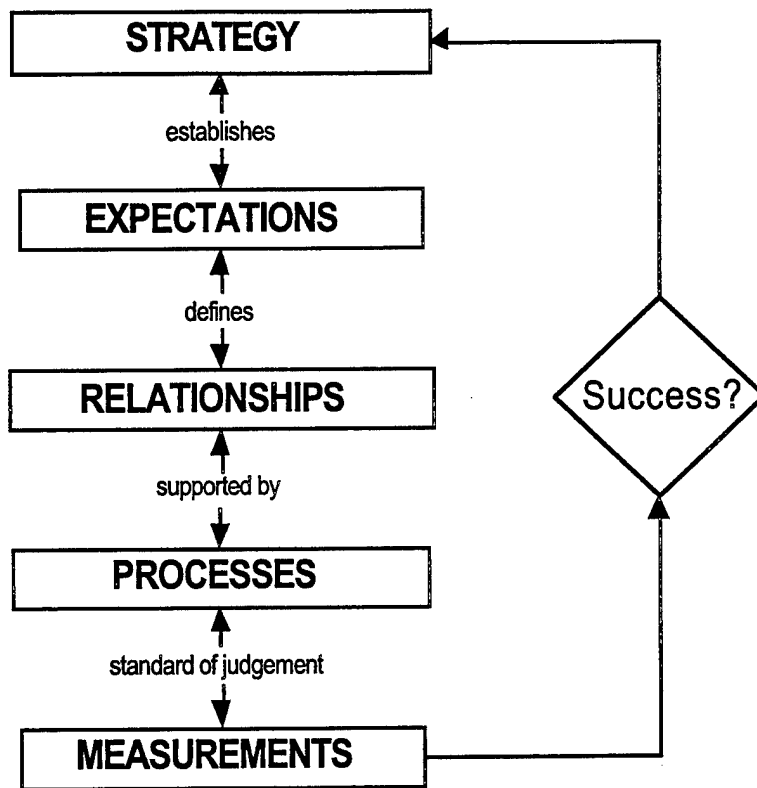 STRATEGY
establishes
EXPECTATIONS
defines
RELATIONSHIPS
Success?
supported by
PROCESSES
standard of judgement
MEASUREMENTS